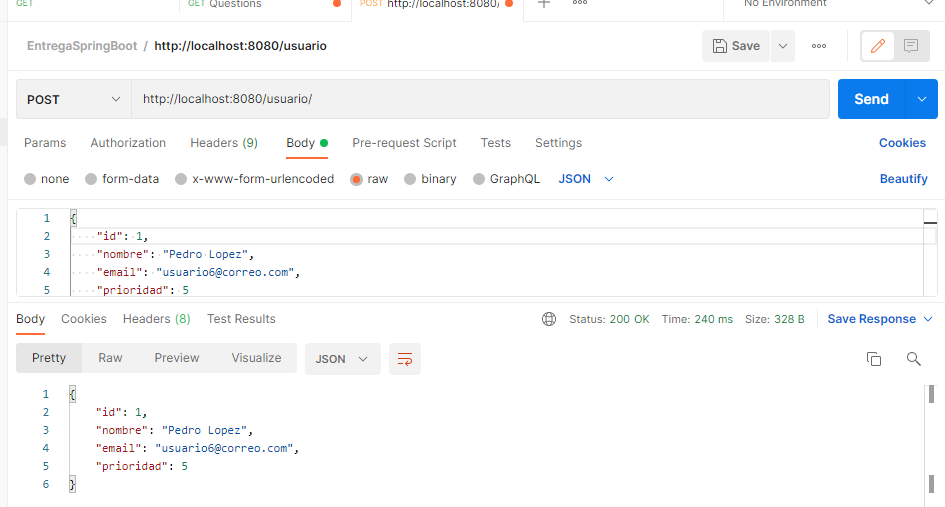 GET GET Questions POST http://localhost:8080/ + ooo No Environment
EntregaSpringBoot / http://localhost:8080/usuario Save ooo
POST http://localhost:8080/usuario/ Send
Params Authorization Headers (9) Body Pre-request Script Tests Settings Cookies
none form-data x-www-form-urlencoded raw binary GraphQL JSON Beautify
1 {
2 "id": 1,
3 "nombre": "Pedro Lopez",
4 "email": "usuario6@correo.com",
5 "prioridad": 5
Body Cookies Headers (8) Test Results Status: 200 OK Time: 240 ms Size: 328 B Save Response
Pretty Raw Preview Visualize JSON
1 {
2 "id": 1,
3 "nombre": "Pedro Lopez",
4 "email": "usuario6@correo.com",
5 "prioridad": 5
6 }